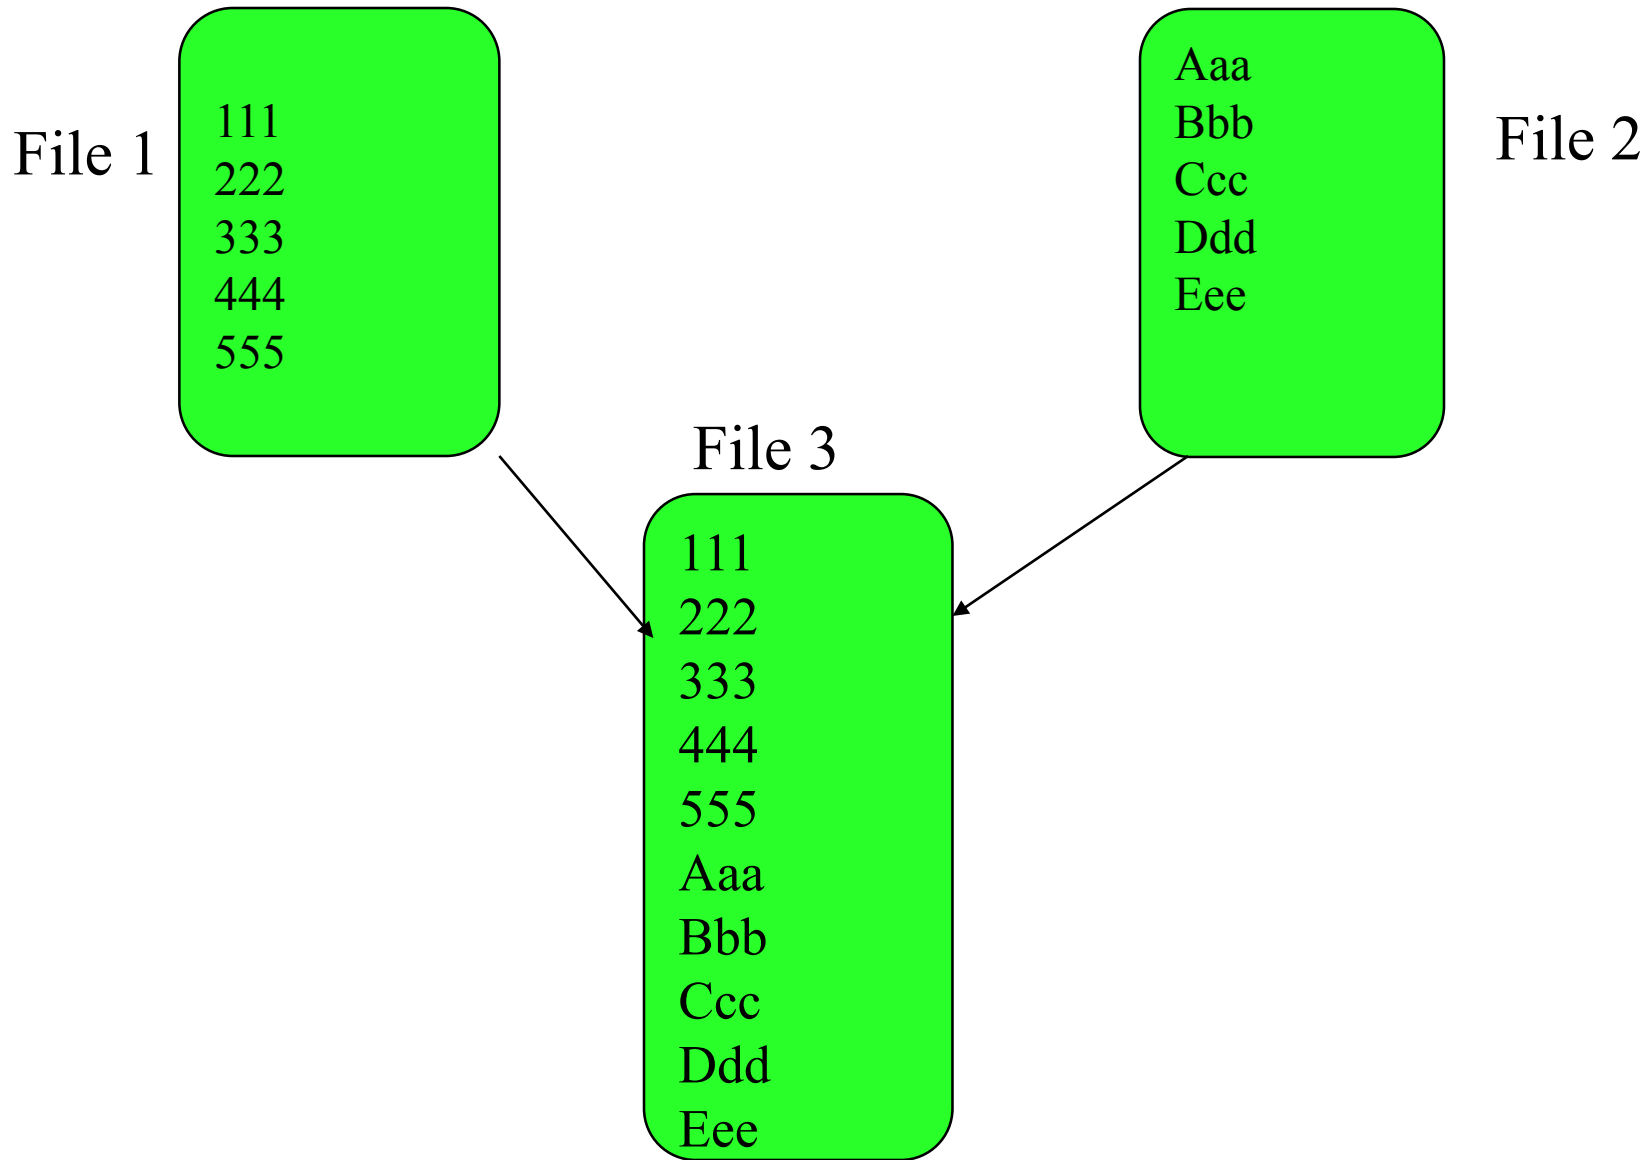 File 1
111
222
333
444
555
Aaa
Bbb
Ccc
Ddd
Eee
File 2
File 3
111
222
333
444
555
Aaa
Bbb
Ccc
Ddd
Eee